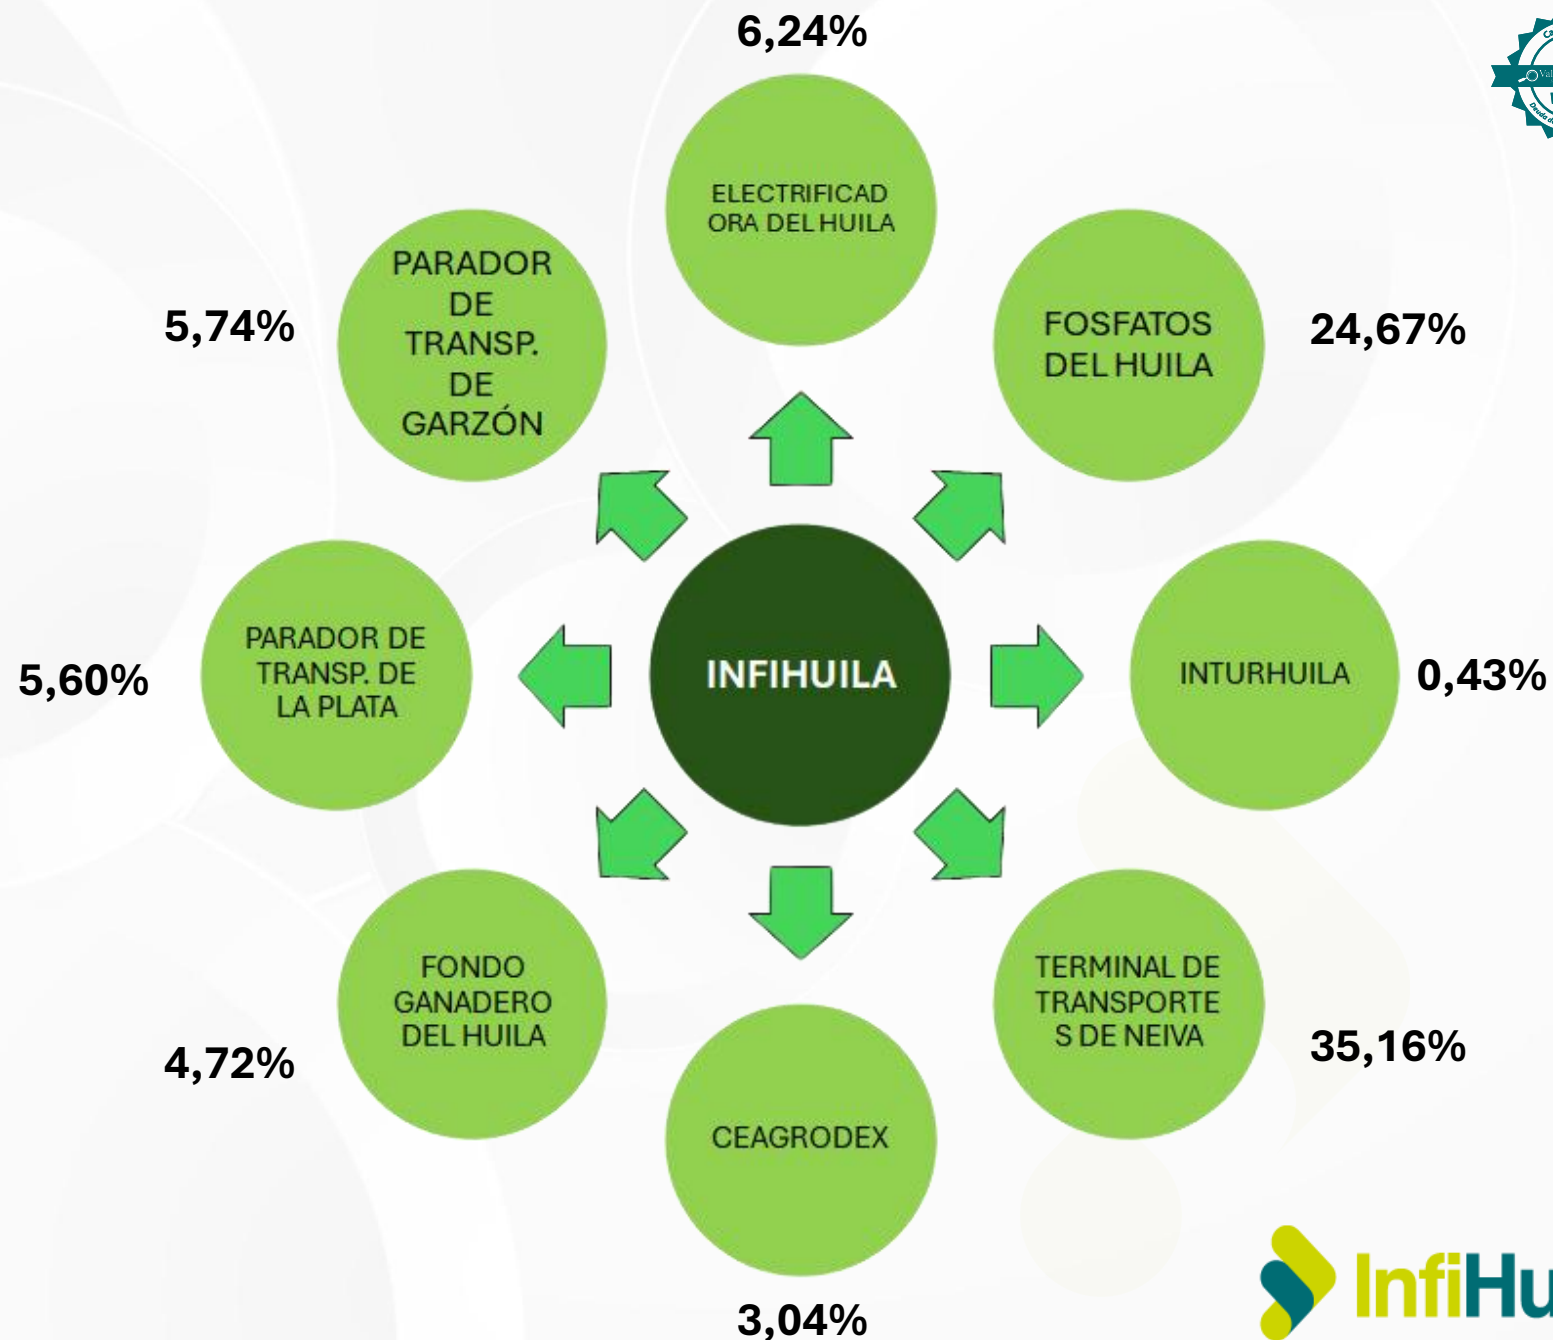 6,24%
ELECTRIFICAD
ORA DEL HUILA
PARADOR
DE
TRANSP.
DE
GARZÓN
5,74%
FOSFATOS
DEL HUILA
24,67%
PARADOR DE
TRANSP. DE
LA PLATA
5,60%
INFIHUILA
INTURHUILA
0,43%
FONDO
GANADERO
DEL HUILA
4,72%
TERMINAL DE
TRANSPORTE
S DE NEIVA
35,16%
CEAGRODEX
3,04%
InfiHu